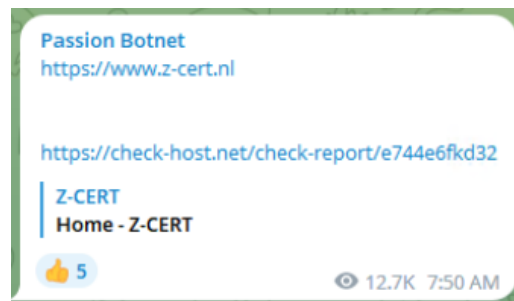 Passion Botnet
https://www.z-cert.nl
https://check-host.net/check-report/e744e6fkd32
Z-CERT
Home - Z-CERT
👍 5
12.7K 7:50 AM